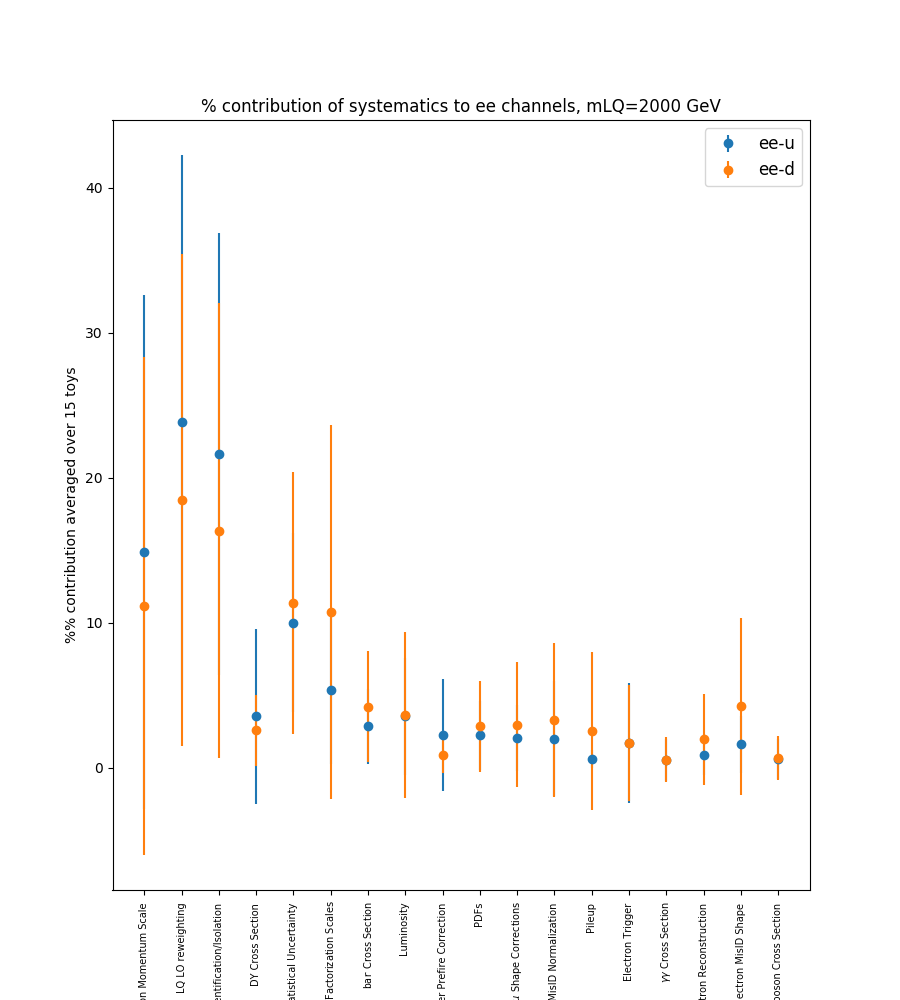 % contribution of systematics to ee channels, mLQ=2000 GeV
ee-u
ee-d
%% contribution averaged over 15 toys
40
30
20
10
0
on Momentum Scale
LQ LO reweighting
entification/Isolation
DY Cross Section
atistical Uncertainty
Factorization Scales
bar Cross Section
Luminosity
er Prefire Correction
PDFs
Shape Corrections
MisID Normalization
Pileup
Electron Trigger
γγ Cross Section
tron Reconstruction
ectron MisID Shape
boson Cross Section